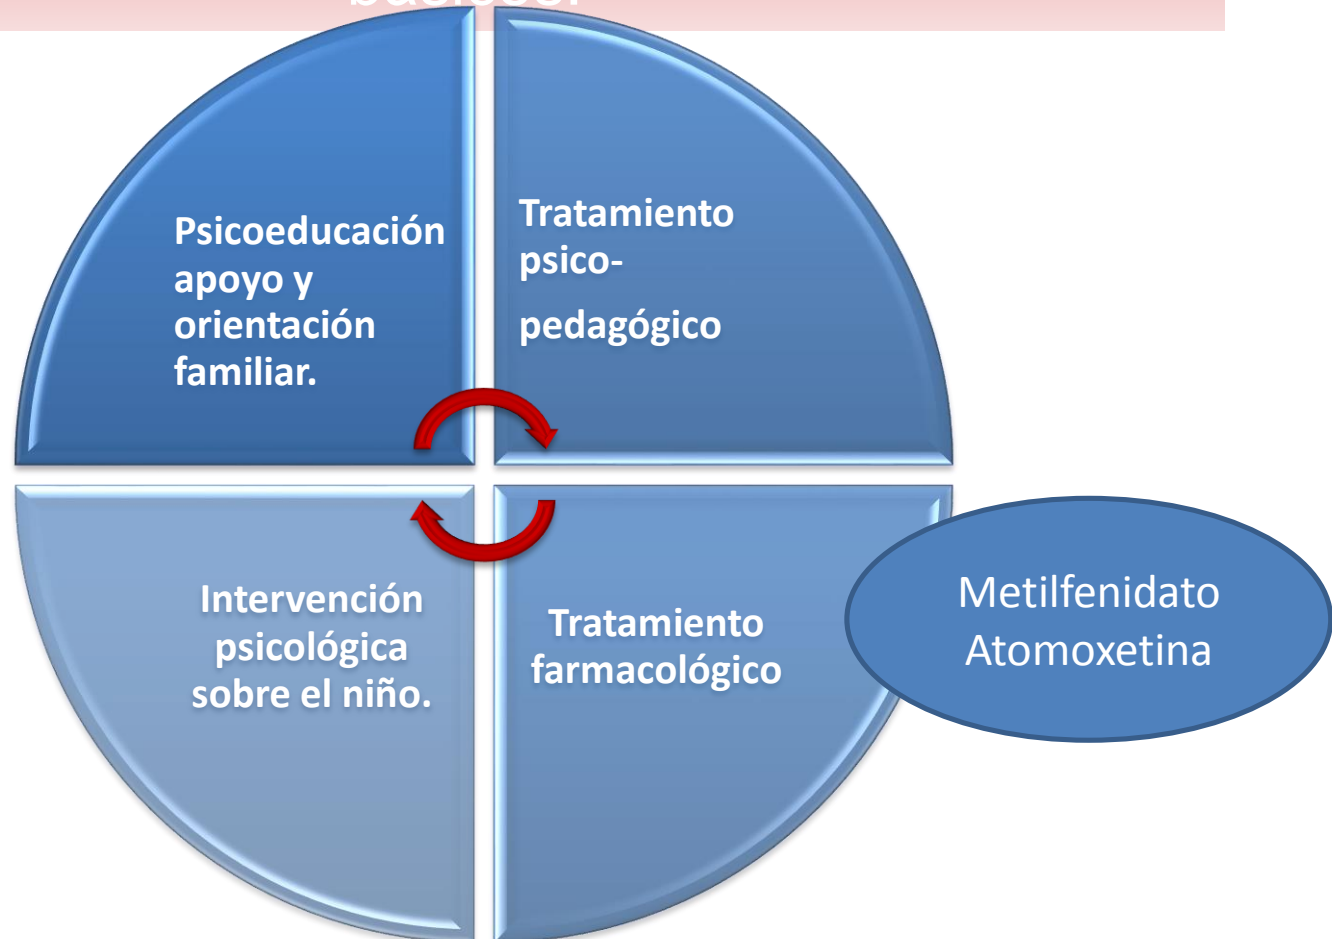 Psicoeducación
apoyo y
orientación
familiar.
Tratamiento
psico-
pedagógico
Intervención
psicológica
sobre el niño.
Tratamiento
farmacológico
Metilfenidato
Atomoxetina